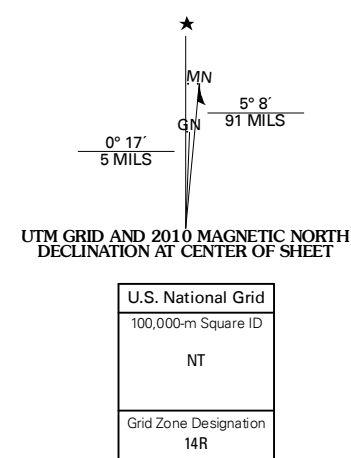 MN
5° 8´
91 MILS
GN
0° 17´
5 MILS
UTM GRID AND 2010 MAGNETIC NORTH
DECLINATION AT CENTER OF SHEET
U.S. National Grid
100,000-m Square ID
NT
Grid Zone Designation
14R